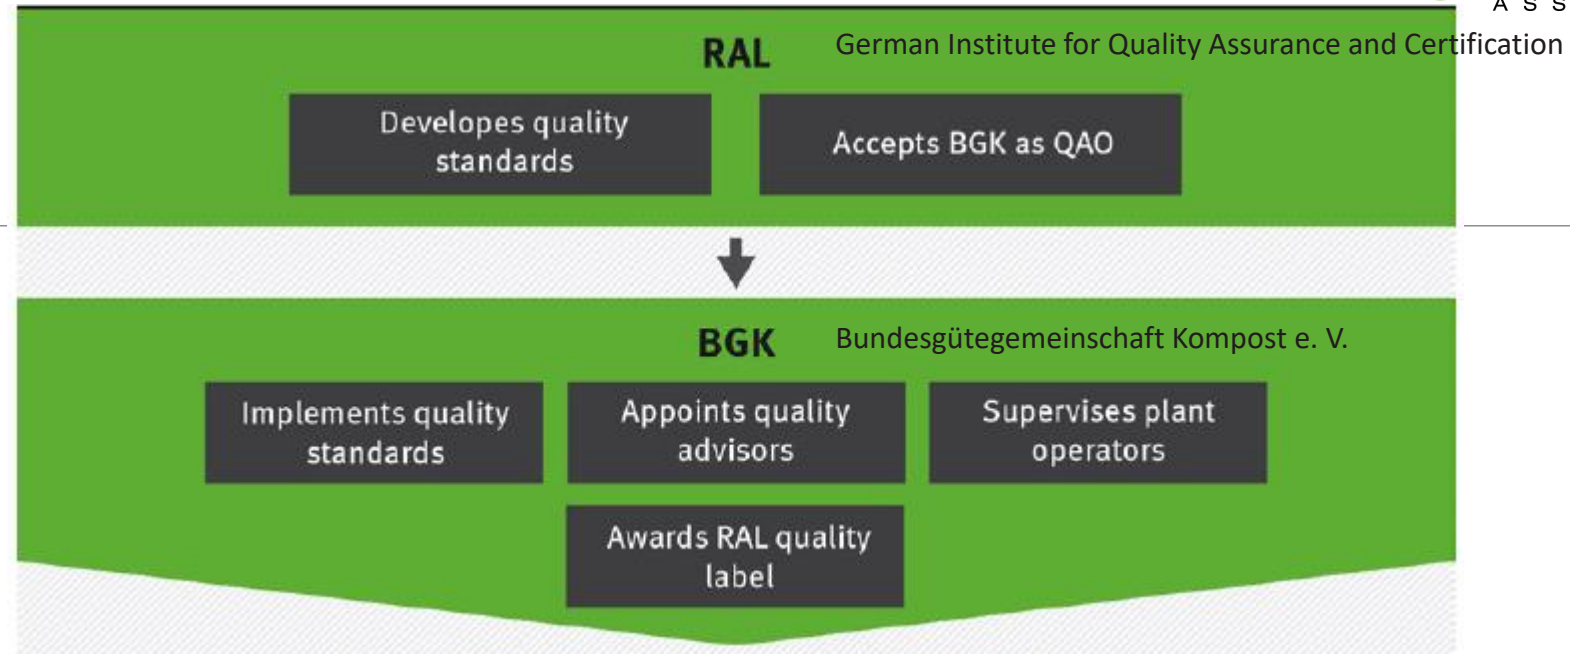 A S S
RAL
German Institute for Quality Assurance and Certification
Developes quality
standards
Accepts BGK as QAO
BGK
Bundesgütegemeinschaft Kompost e. V.
Implements quality
standards
Appoints quality
advisors
Supervises plant
operators
Awards RAL quality
label